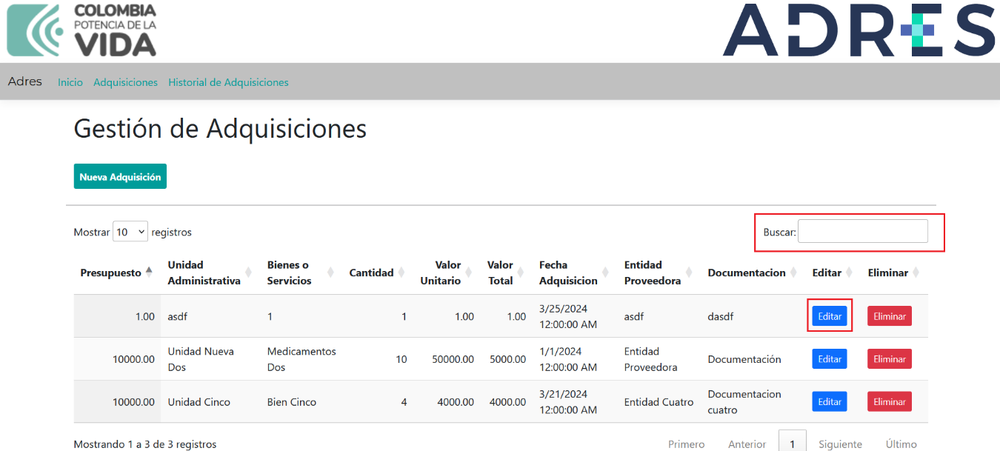 COLOMBIA
POTENCIA DE LA
VIDA
ADRES
Adres Inicio Adquisiciones Historial de Adquisiciones
Gestión de Adquisiciones
Nueva Adquisición
Mostrar 10 registros
Buscar:
Presupuesto Unidad Administrativa Bienes o Servicios Cantidad Valor Unitario Valor Total Fecha Adquisicion Entidad Proveedora Documentacion Editar Eliminar
1.00 asdf 1 1 1.00 1.00 3/25/2024 12:00:00 AM asdf dasdf Editar Eliminar
10000.00 Unidad Nueva Dos Medicamentos Dos 10 50000.00 5000.00 1/1/2024 12:00:00 AM Entidad Proveedora Documentación Editar Eliminar
10000.00 Unidad Cinco Bien Cinco 4 4000.00 4000.00 3/21/2024 12:00:00 AM Entidad Cuatro Documentacion cuatro Editar Eliminar
Mostrando 1 a 3 de 3 registros
Primero Anterior 1 Siguiente Último